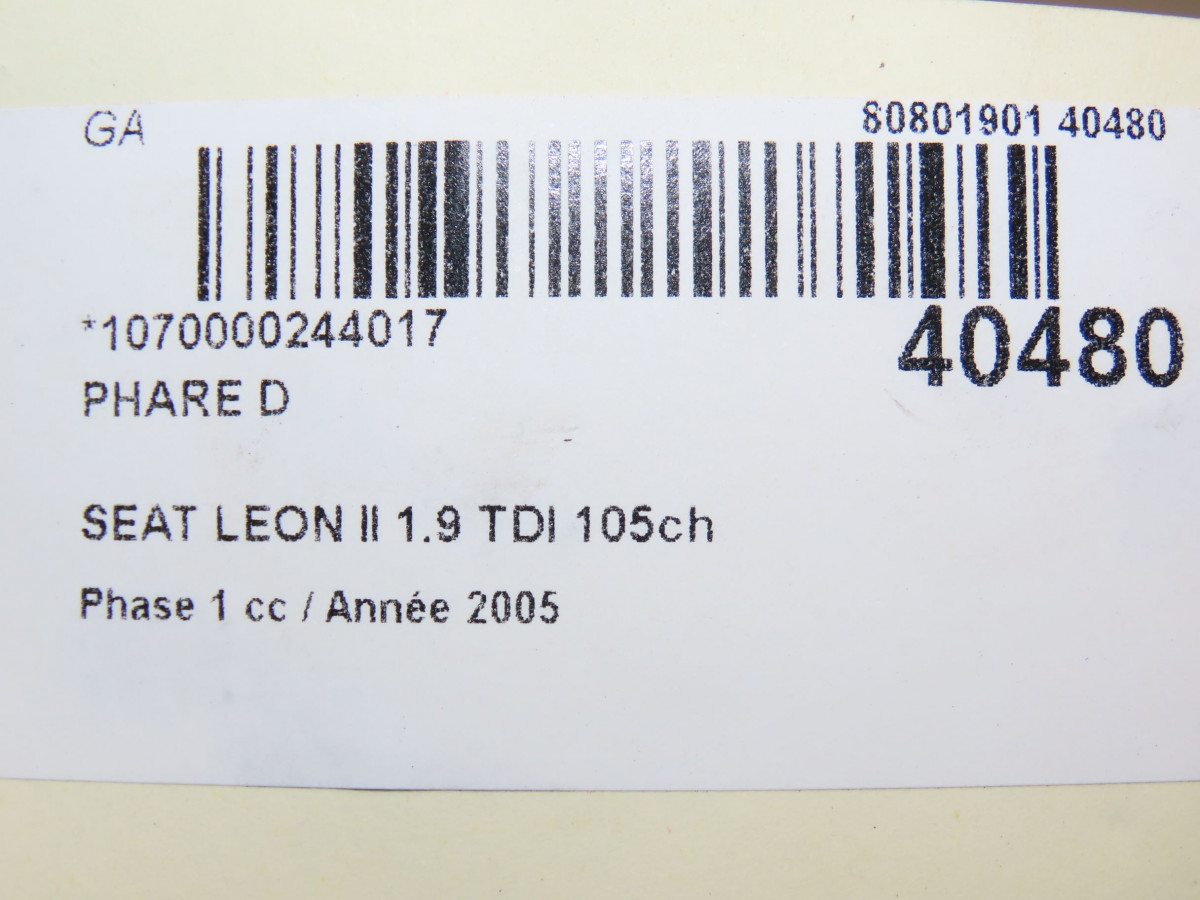 GA
80801901 40480
*1070000244017
40480
PHARE D
SEAT LEON II 1.9 TDI 105ch
Phase 1 cc / Année 2005